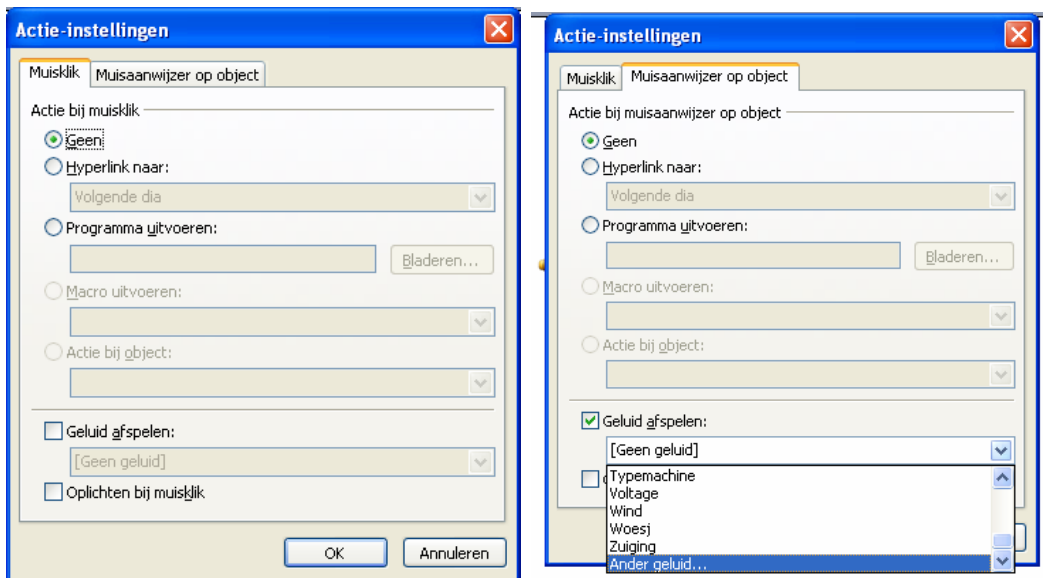 Actie-instellingen
Muisklik
Muisaanwijzer op object
Actie bij muisklik
Geen
Hyperlink naar:
Volgende dia
Programma uitvoeren:
Bladeren...
Macro uitvoeren:
Actie bij object:
Geluid afspelen:
[Geen geluid]
Oplichten bij muisklik
OK
Annuleren
Actie-instellingen
Muisklik
Muisaanwijzer op object
Actie bij muisaanwijzer op object
Geen
Hyperlink naar:
Volgende dia
Programma uitvoeren:
Bladeren...
Macro uitvoeren:
Actie bij object:
Geluid afspelen:
[Geen geluid]
Typemachine
Voltage
Wind
Woesj
Zuiging
Ander geluid...